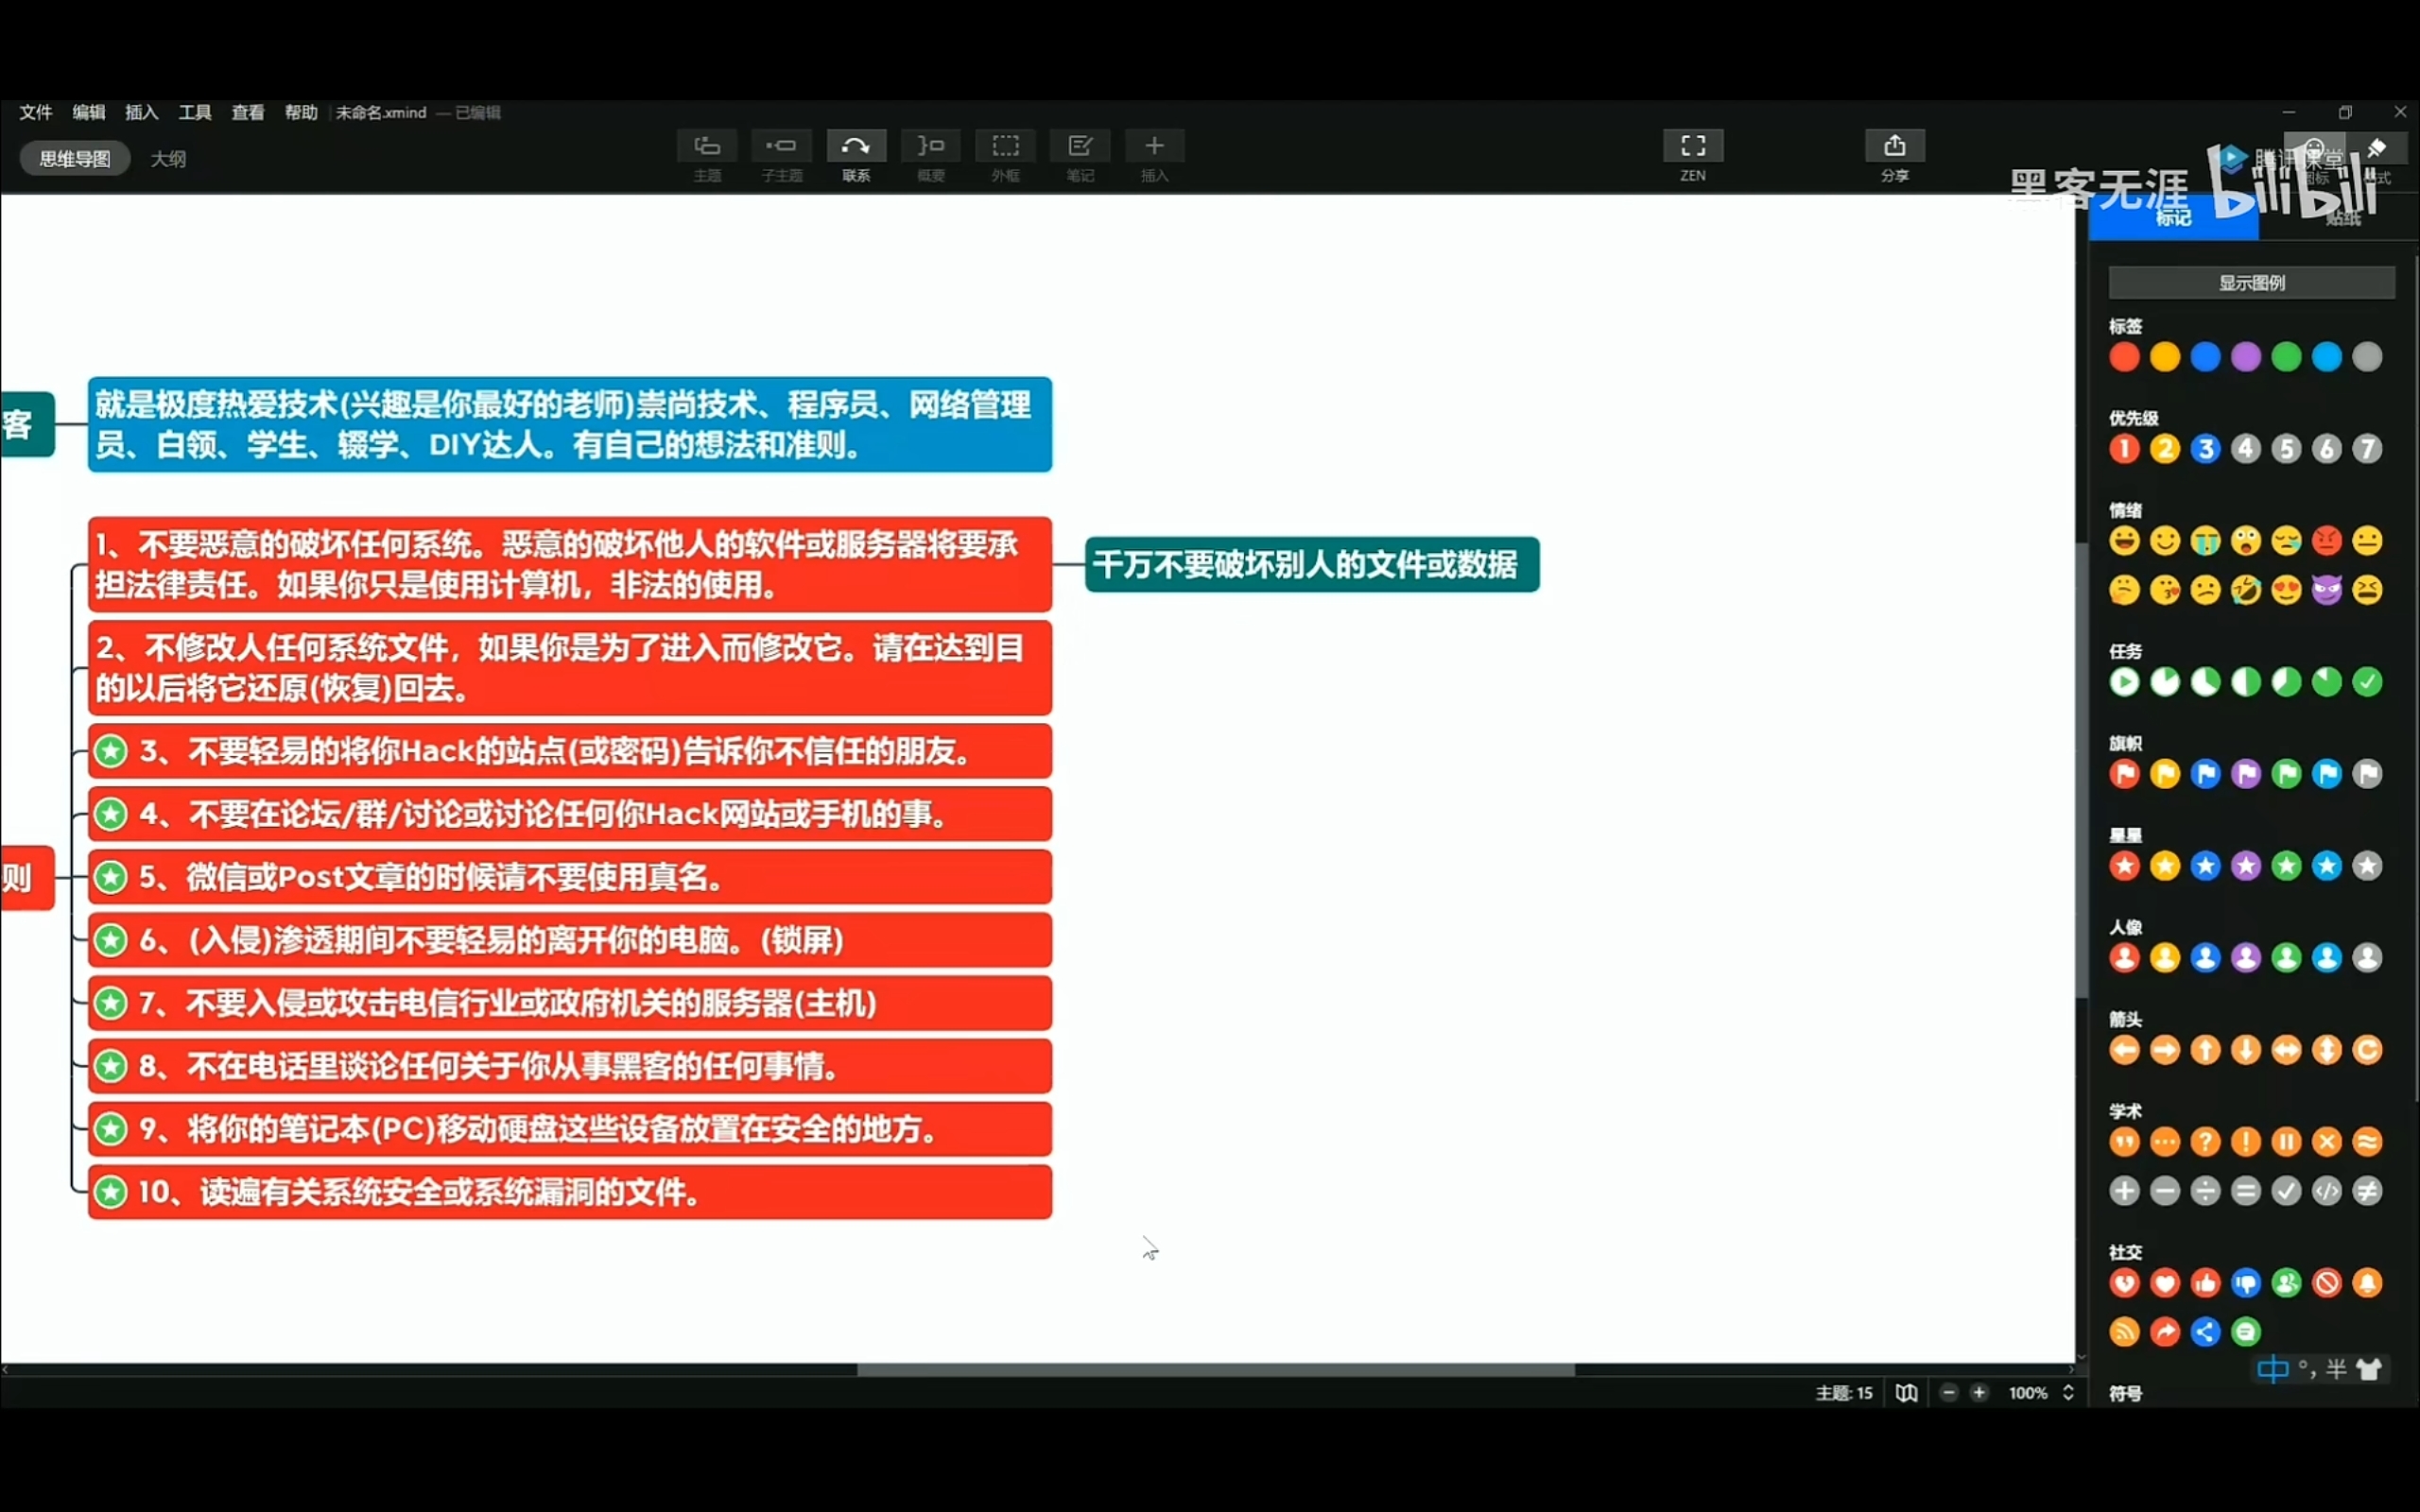 文件 编辑 插入 工具 查看 帮助 未命名.xmind — 已编辑
思维导图 大纲
主题 子主题 联系 概要 外框 笔记 插入 ZEN 分享
腾讯课堂
黑客无涯 bilibili
标记 贴纸
显示图例
标签
优先级
1 2 3 4 5 6 7
情绪
任务
旗帜
星星
人像
箭头
学术
社交
符号
客
就是极度热爱技术(兴趣是你最好的老师)崇尚技术、程序员、网络管理
员、白领、学生、辍学、DIY达人。有自己的想法和准则。
则
1、不要恶意的破坏任何系统。恶意的破坏他人的软件或服务器将要承
担法律责任。如果你只是使用计算机，非法的使用。
千万不要破坏别人的文件或数据
2、不修改人任何系统文件，如果你是为了进入而修改它。请在达到目
的以后将它还原(恢复)回去。
3、不要轻易的将你Hack的站点(或密码)告诉你不信任的朋友。
4、不要在论坛/群/讨论或讨论任何你Hack网站或手机的事。
5、微信或Post文章的时候请不要使用真名。
6、(入侵)渗透期间不要轻易的离开你的电脑。(锁屏)
7、不要入侵或攻击电信行业或政府机关的服务器(主机)
8、不在电话里谈论任何关于你从事黑客的任何事情。
9、将你的笔记本(PC)移动硬盘这些设备放置在安全的地方。
10、读遍有关系统安全或系统漏洞的文件。
中 °, 半
主题: 15 100%